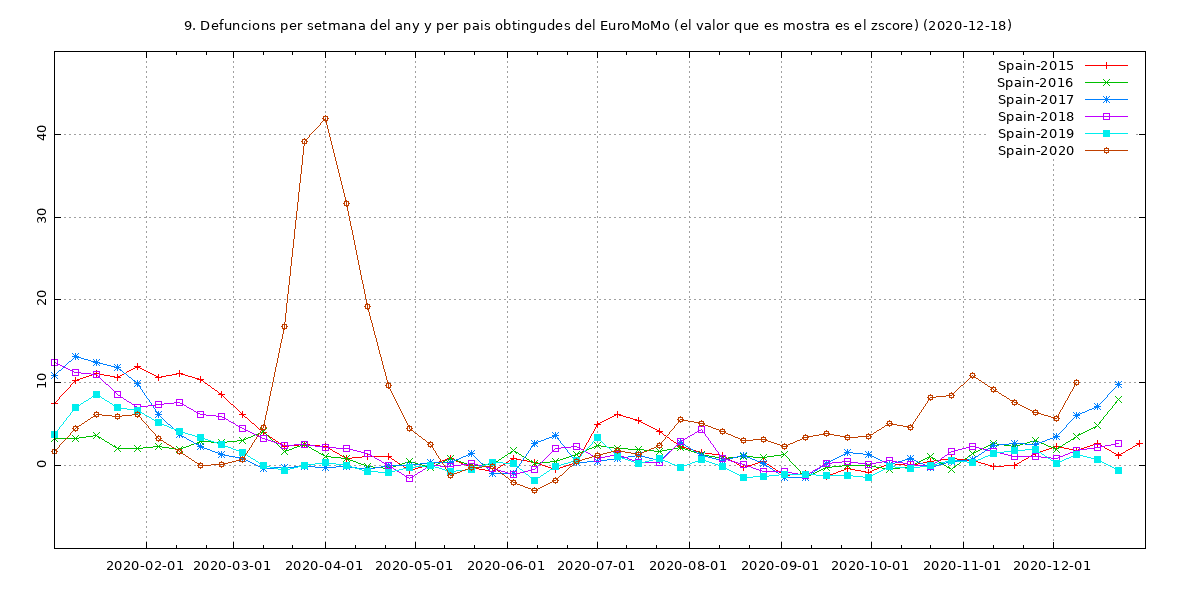 9. Defuncions per setmana del any y per pais obtingudes del EuroMoMo (el valor que es mostra es el zscore) (2020-12-18)
Spain-2015
Spain-2016
Spain-2017
Spain-2018
Spain-2019
Spain-2020
40
30
20
10
0
2020-02-01 2020-03-01 2020-04-01 2020-05-01 2020-06-01 2020-07-01 2020-08-01 2020-09-01 2020-10-01 2020-11-01 2020-12-01